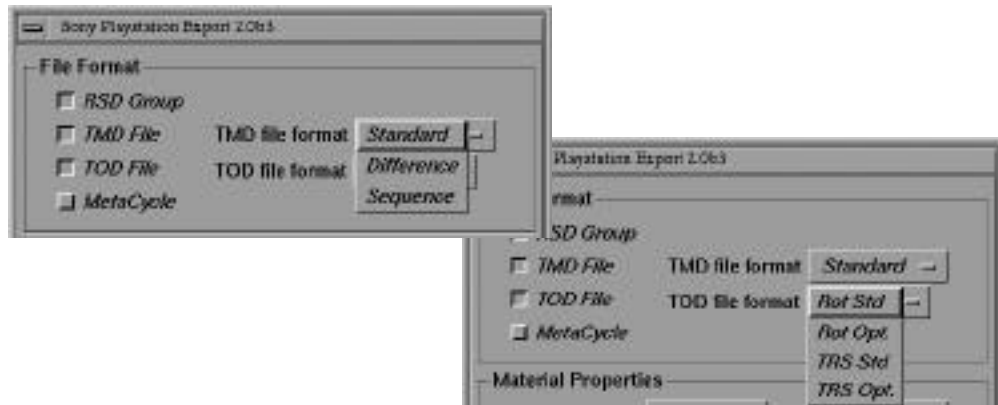 Sony Playstation Export 2.0b3
File Format
RSD Group
TMD File TMD file format Standard
TOD File TOD file format Difference
MetaCycle Sequence
Playstation Export 2.0b3
rmat
RSD Group
TMD File TMD file format Standard
TOD File TOD file format Rot Std
MetaCycle Rot Opt.
TRS Std
Material Properties TRS Opt.